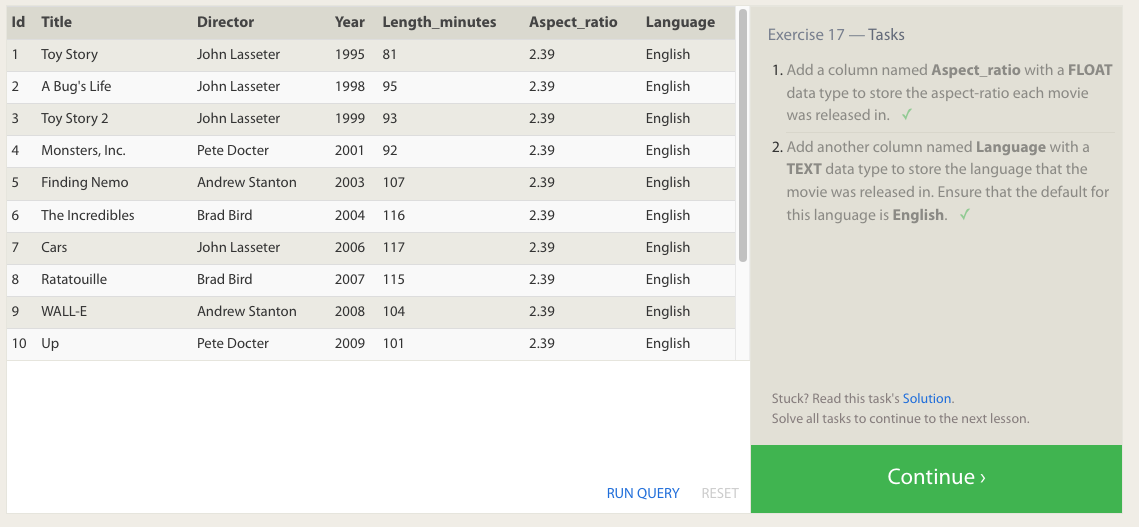 Id Title Director Year Length_minutes Aspect_ratio Language
1 Toy Story John Lasseter 1995 81 2.39 English
2 A Bug's Life John Lasseter 1998 95 2.39 English
3 Toy Story 2 John Lasseter 1999 93 2.39 English
4 Monsters, Inc. Pete Docter 2001 92 2.39 English
5 Finding Nemo Andrew Stanton 2003 107 2.39 English
6 The Incredibles Brad Bird 2004 116 2.39 English
7 Cars John Lasseter 2006 117 2.39 English
8 Ratatouille Brad Bird 2007 115 2.39 English
9 WALL-E Andrew Stanton 2008 104 2.39 English
10 Up Pete Docter 2009 101 2.39 English
RUN QUERY RESET
Exercise 17 — Tasks
1. Add a column named Aspect_ratio with a FLOAT
data type to store the aspect-ratio each movie
was released in. ✓
2. Add another column named Language with a
TEXT data type to store the language that the
movie was released in. Ensure that the default for
this language is English. ✓
Stuck? Read this task's Solution.
Solve all tasks to continue to the next lesson.
Continue ›